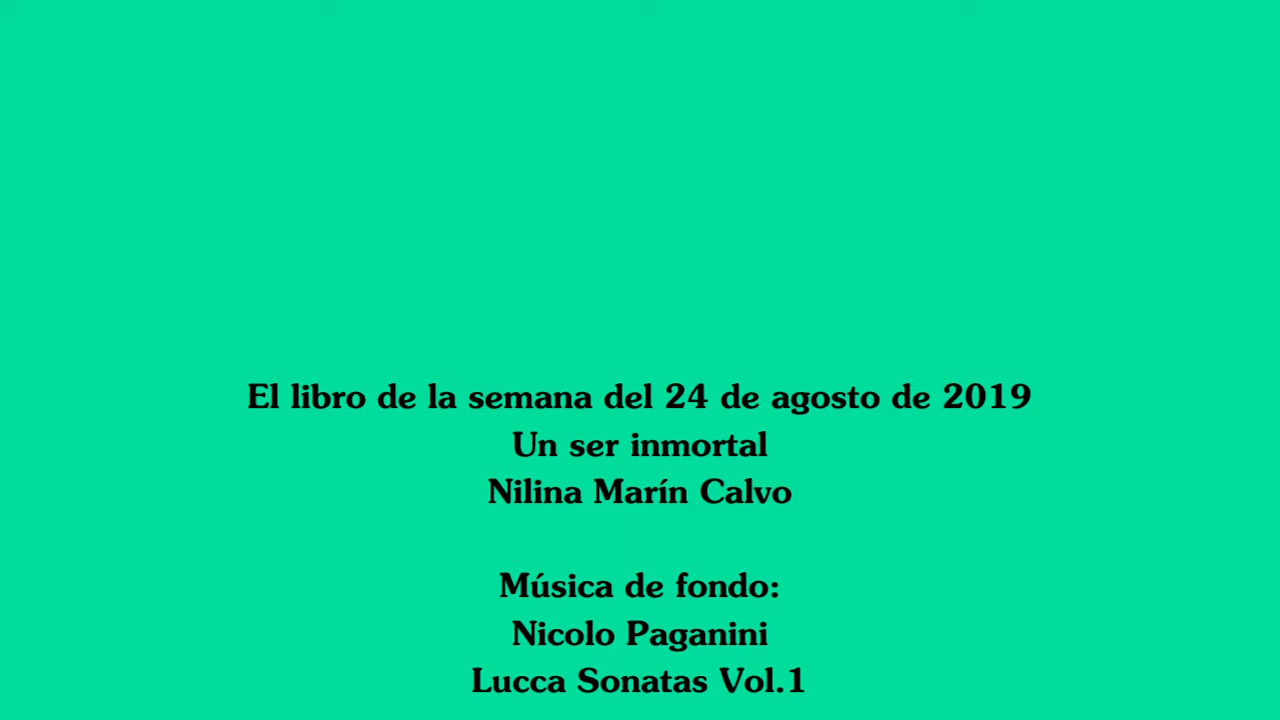 El libro de la semana del 24 de agosto de 2019
Un ser inmortal
Nilina Marín Calvo
Música de fondo:
Nicolo Paganini
Lucca Sonatas Vol.1